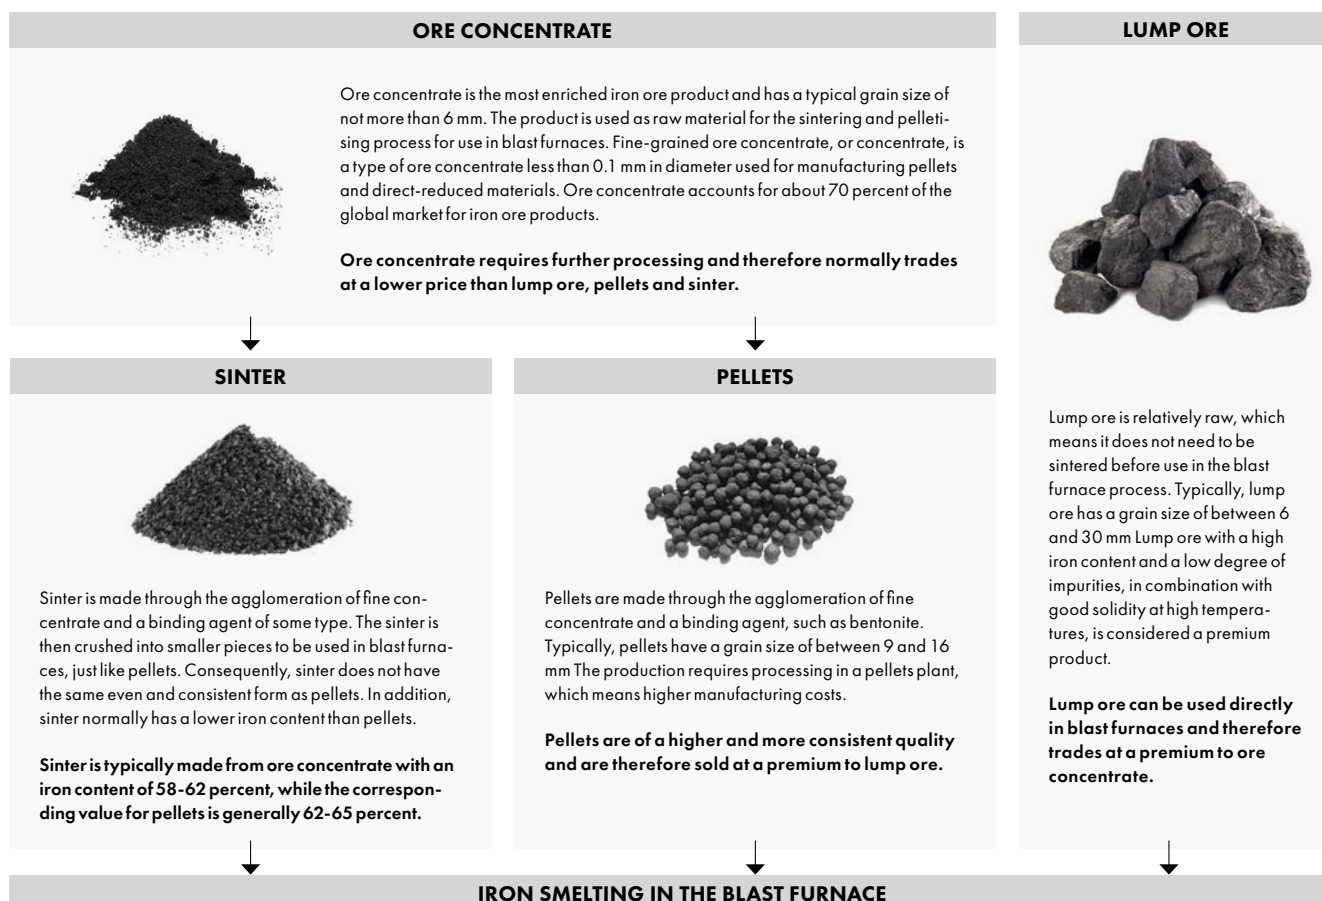 ORE CONCENTRATE
Ore concentrate is the most enriched iron ore product and has a typical grain size of
not more than 6 mm. The product is used as raw material for the sintering and pelleti-
sing process for use in blast furnaces. Fine-grained ore concentrate, or concentrate, is
a type of ore concentrate less than 0.1 mm in diameter used for manufacturing pellets
and direct-reduced materials. Ore concentrate accounts for about 70 percent of the
global market for iron ore products.
Ore concentrate requires further processing and therefore normally trades
at a lower price than lump ore, pellets and sinter.
SINTER
Sinter is made through the agglomeration of fine con-
centrate and a binding agent of some type. The sinter is
then crushed into smaller pieces to be used in blast furna-
ces, just like pellets. Consequently, sinter does not have
the same even and consistent form as pellets. In addition,
sinter normally has a lower iron content than pellets.
Sinter is typically made from ore concentrate with an
iron content of 58-62 percent, while the correspon-
ding value for pellets is generally 62-65 percent.
PELLETS
Pellets are made through the agglomeration of fine
concentrate and a binding agent, such as bentonite.
Typically, pellets have a grain size of between 9 and 16
mm The production requires processing in a pellets plant,
which means higher manufacturing costs.
Pellets are of a higher and more consistent quality
and are therefore sold at a premium to lump ore.
LUMP ORE
Lump ore is relatively raw, which
means it does not need to be
sintered before use in the blast
furnace process. Typically, lump
ore has a grain size of between 6
and 30 mm Lump ore with a high
iron content and a low degree of
impurities, in combination with
good solidity at high tempera-
tures, is considered a premium
product.
Lump ore can be used directly
in blast furnaces and therefore
trades at a premium to ore
concentrate.
IRON SMELTING IN THE BLAST FURNACE